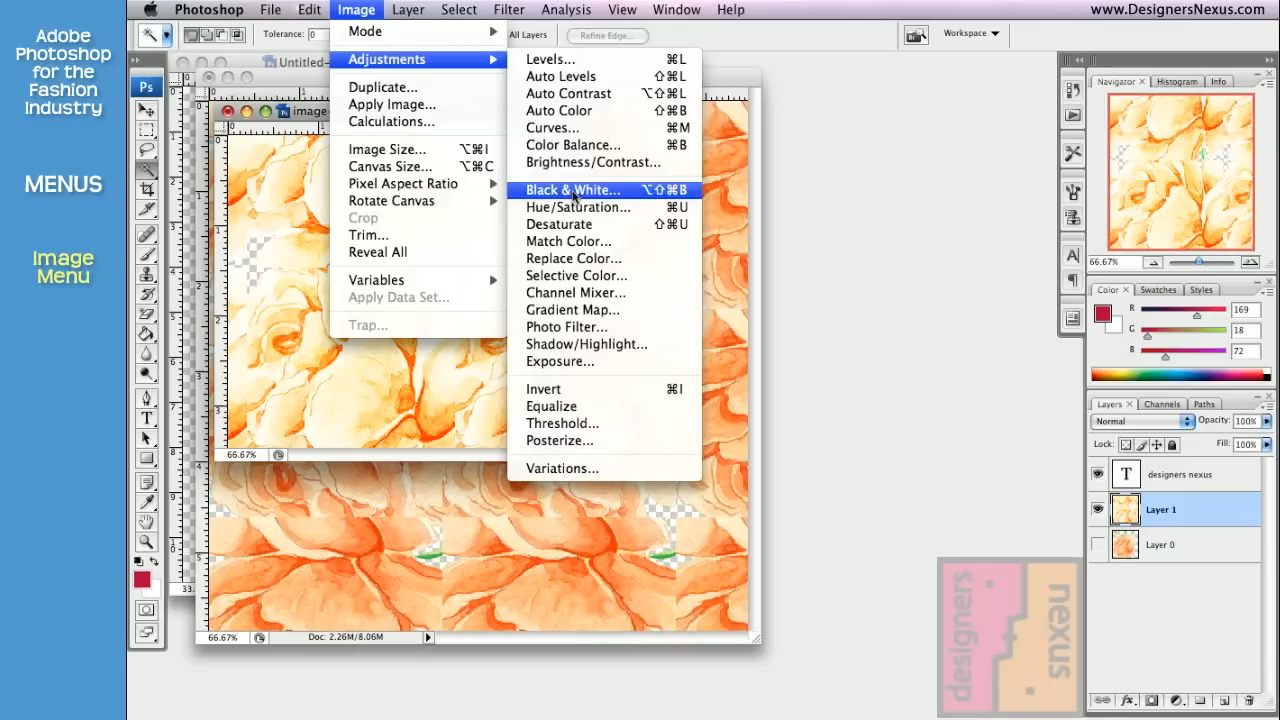 Adobe
Photoshop
for the
Fashion
Industry
MENUS
Image
Menu
Photoshop File Edit Image Layer Select Filter Analysis View Window Help
www.DesignersNexus.com
Tolerance: 0
All Layers
Refine Edge...
Workspace
Untitled-
image-
Mode
Adjustments
Duplicate...
Apply Image...
Calculations...
Image Size... ⌥⌘I
Canvas Size... ⌥⌘C
Pixel Aspect Ratio
Rotate Canvas
Crop
Trim...
Reveal All
Variables
Apply Data Set...
Trap...
Levels... ⌘L
Auto Levels ⇧⌘L
Auto Contrast ⌥⇧⌘L
Auto Color ⇧⌘B
Curves... ⌘M
Color Balance... ⌘B
Brightness/Contrast...
Black & White... ⌥⇧⌘B
Hue/Saturation... ⌘U
Desaturate ⇧⌘U
Match Color...
Replace Color...
Selective Color...
Channel Mixer...
Gradient Map...
Photo Filter...
Shadow/Highlight...
Exposure...
Invert ⌘I
Equalize
Threshold...
Posterize...
Variations...
66.67%
66.67%
Doc: 2.26M/8.06M
Ps
Navigator Histogram Info
66.67%
Color Swatches Styles
R 169
G 18
B 72
Layers Channels Paths
Normal Opacity: 100%
Lock: Fill: 100%
T designers nexus
Layer 1
Layer 0
designers
nexus